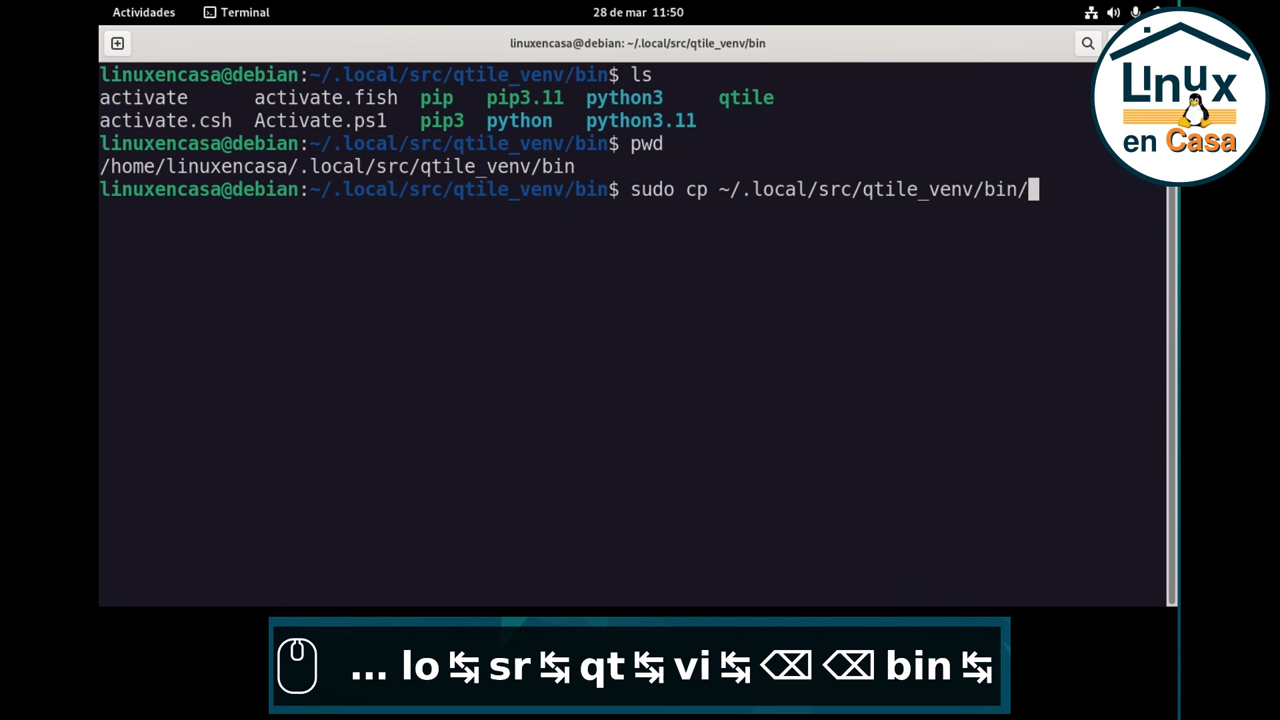 Actividades Terminal 28 de mar 11:50
linuxencasa@debian: ~/.local/src/qtile_venv/bin
LInux
en Casa
linuxencasa@debian:~/.local/src/qtile_venv/bin$ ls
activate activate.fish pip pip3.11 python3 qtile
activate.csh Activate.ps1 pip3 python python3.11
linuxencasa@debian:~/.local/src/qtile_venv/bin$ pwd
/home/linuxencasa/.local/src/qtile_venv/bin
linuxencasa@debian:~/.local/src/qtile_venv/bin$ sudo cp ~/.local/src/qtile_venv/bin/
... lo↹ sr↹ qt↹ vi↹ ⌫ ⌫ bin↹